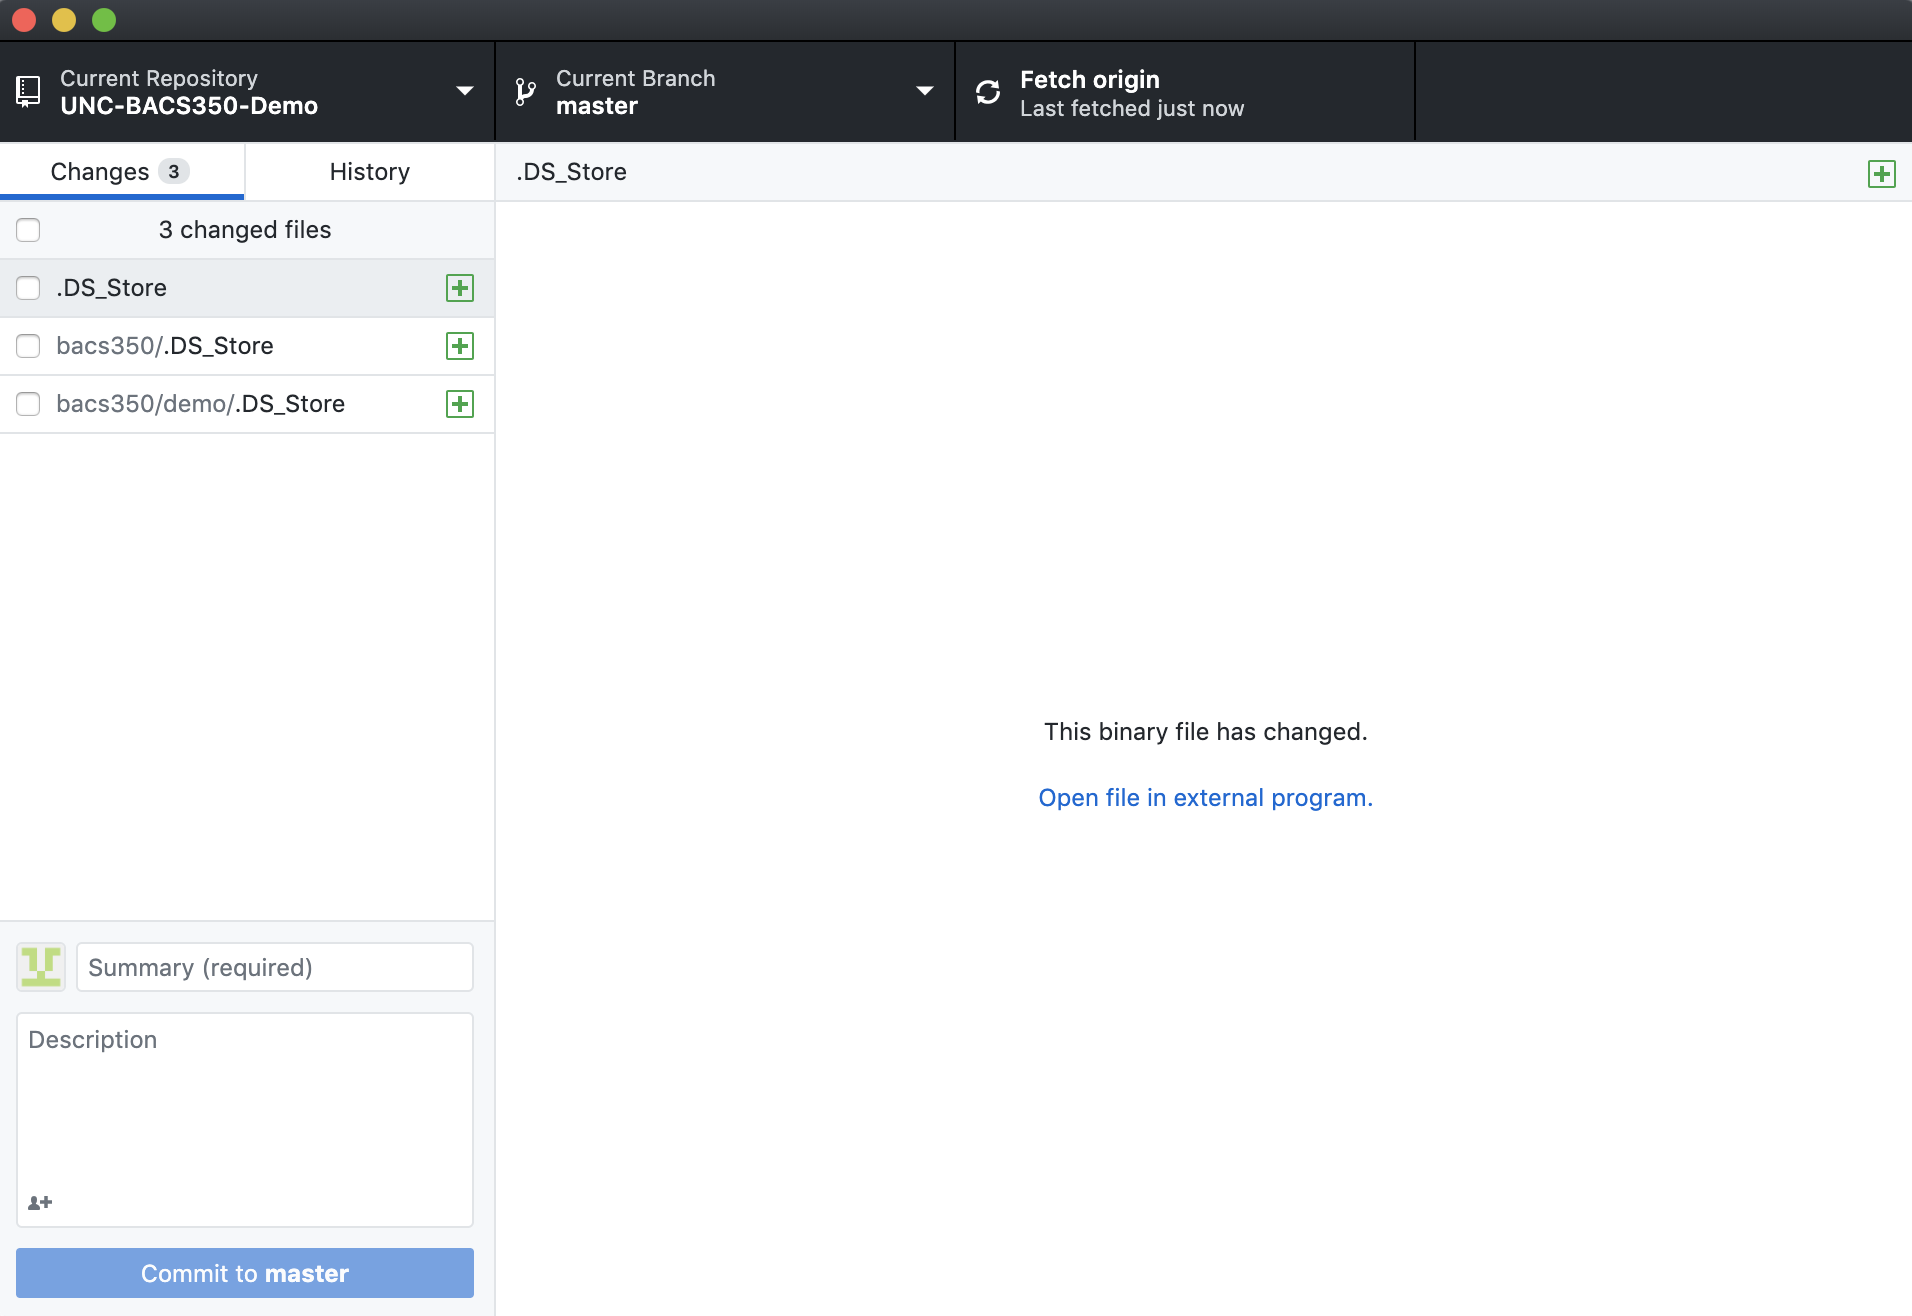 Current Repository
UNC-BACS350-Demo
Current Branch
master
Fetch origin
Last fetched just now
Changes 3
History
.DS_Store
3 changed files
.DS_Store
bacs350/.DS_Store
bacs350/demo/.DS_Store
This binary file has changed.
Open file in external program.
Summary (required)
Description
Commit to master